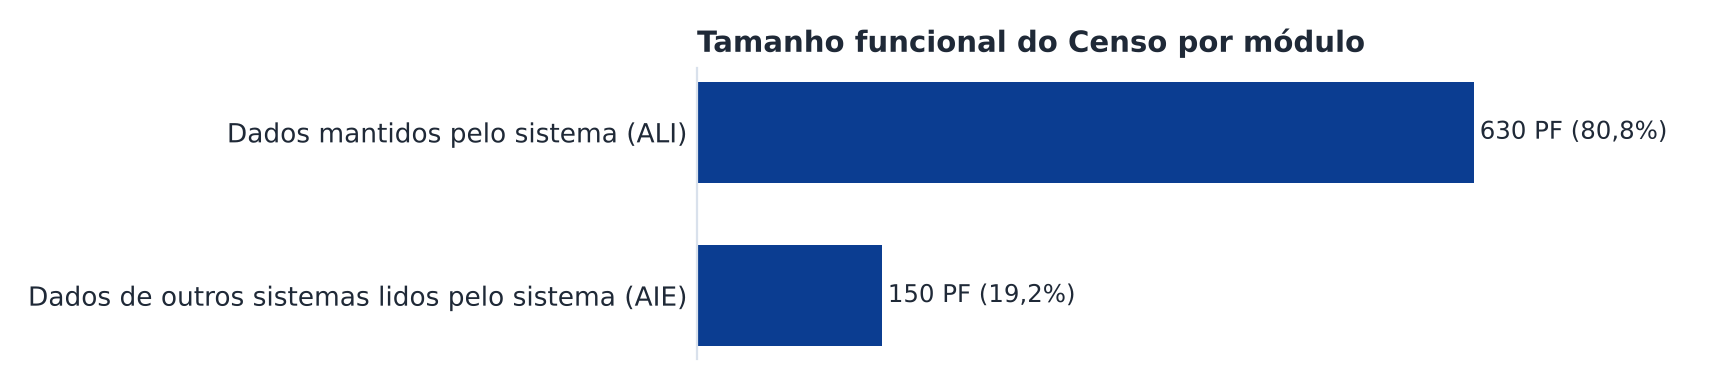 Tamanho funcional do Censo por módulo
Dados mantidos pelo sistema (ALI)
630 PF (80,8%)
Dados de outros sistemas lidos pelo sistema (AIE)
150 PF (19,2%)